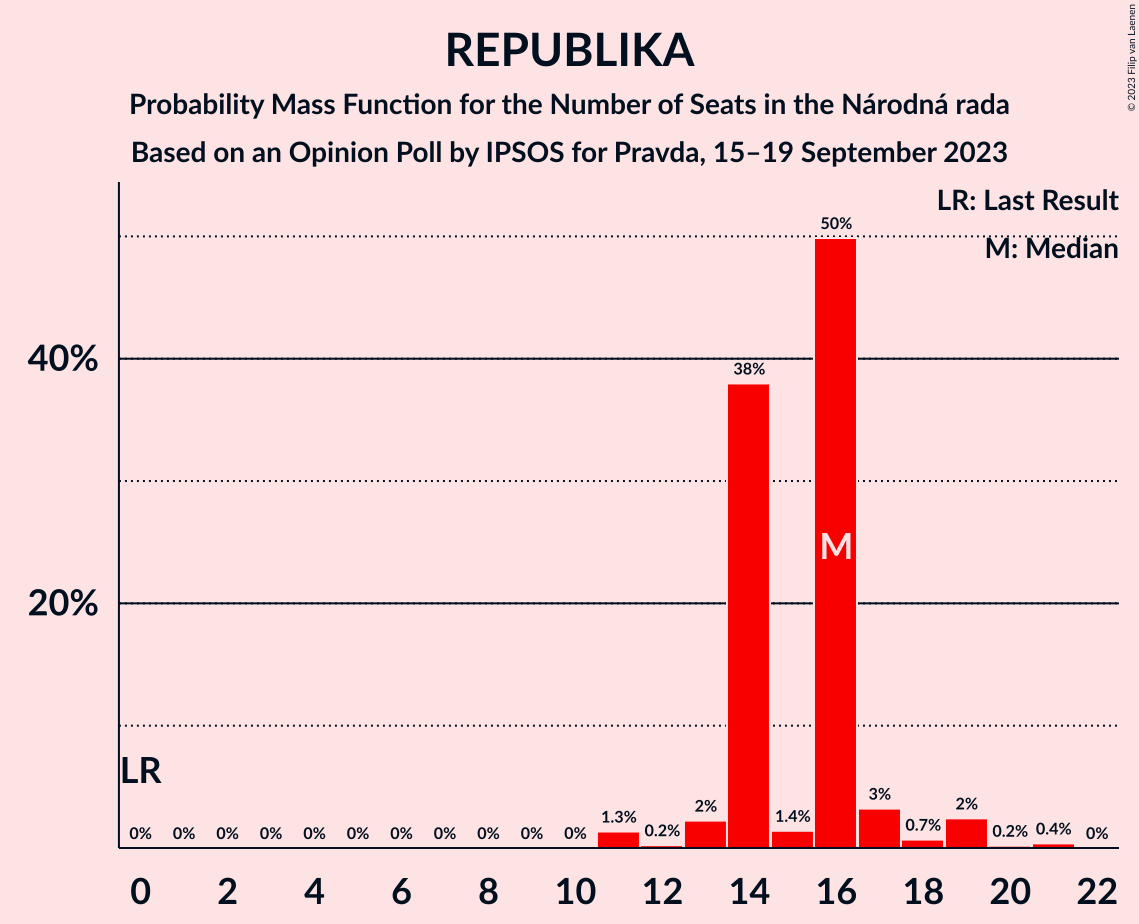 REPUBLIKA
Probability Mass Function for the Number of Seats in the Národná rada
Based on an Opinion Poll by IPSOS for Pravda, 15–19 September 2023
© 2023 Filip van Laenen
LR: Last Result
M: Median
50%
40%
38%
M
20%
LR
0% 0% 0% 0% 0% 0% 0% 0% 0% 0% 0% 1.3% 0.2% 2% 1.4% 3% 0.7% 2% 0.2% 0.4% 0%
0 2 4 6 8 10 12 14 16 18 20 22